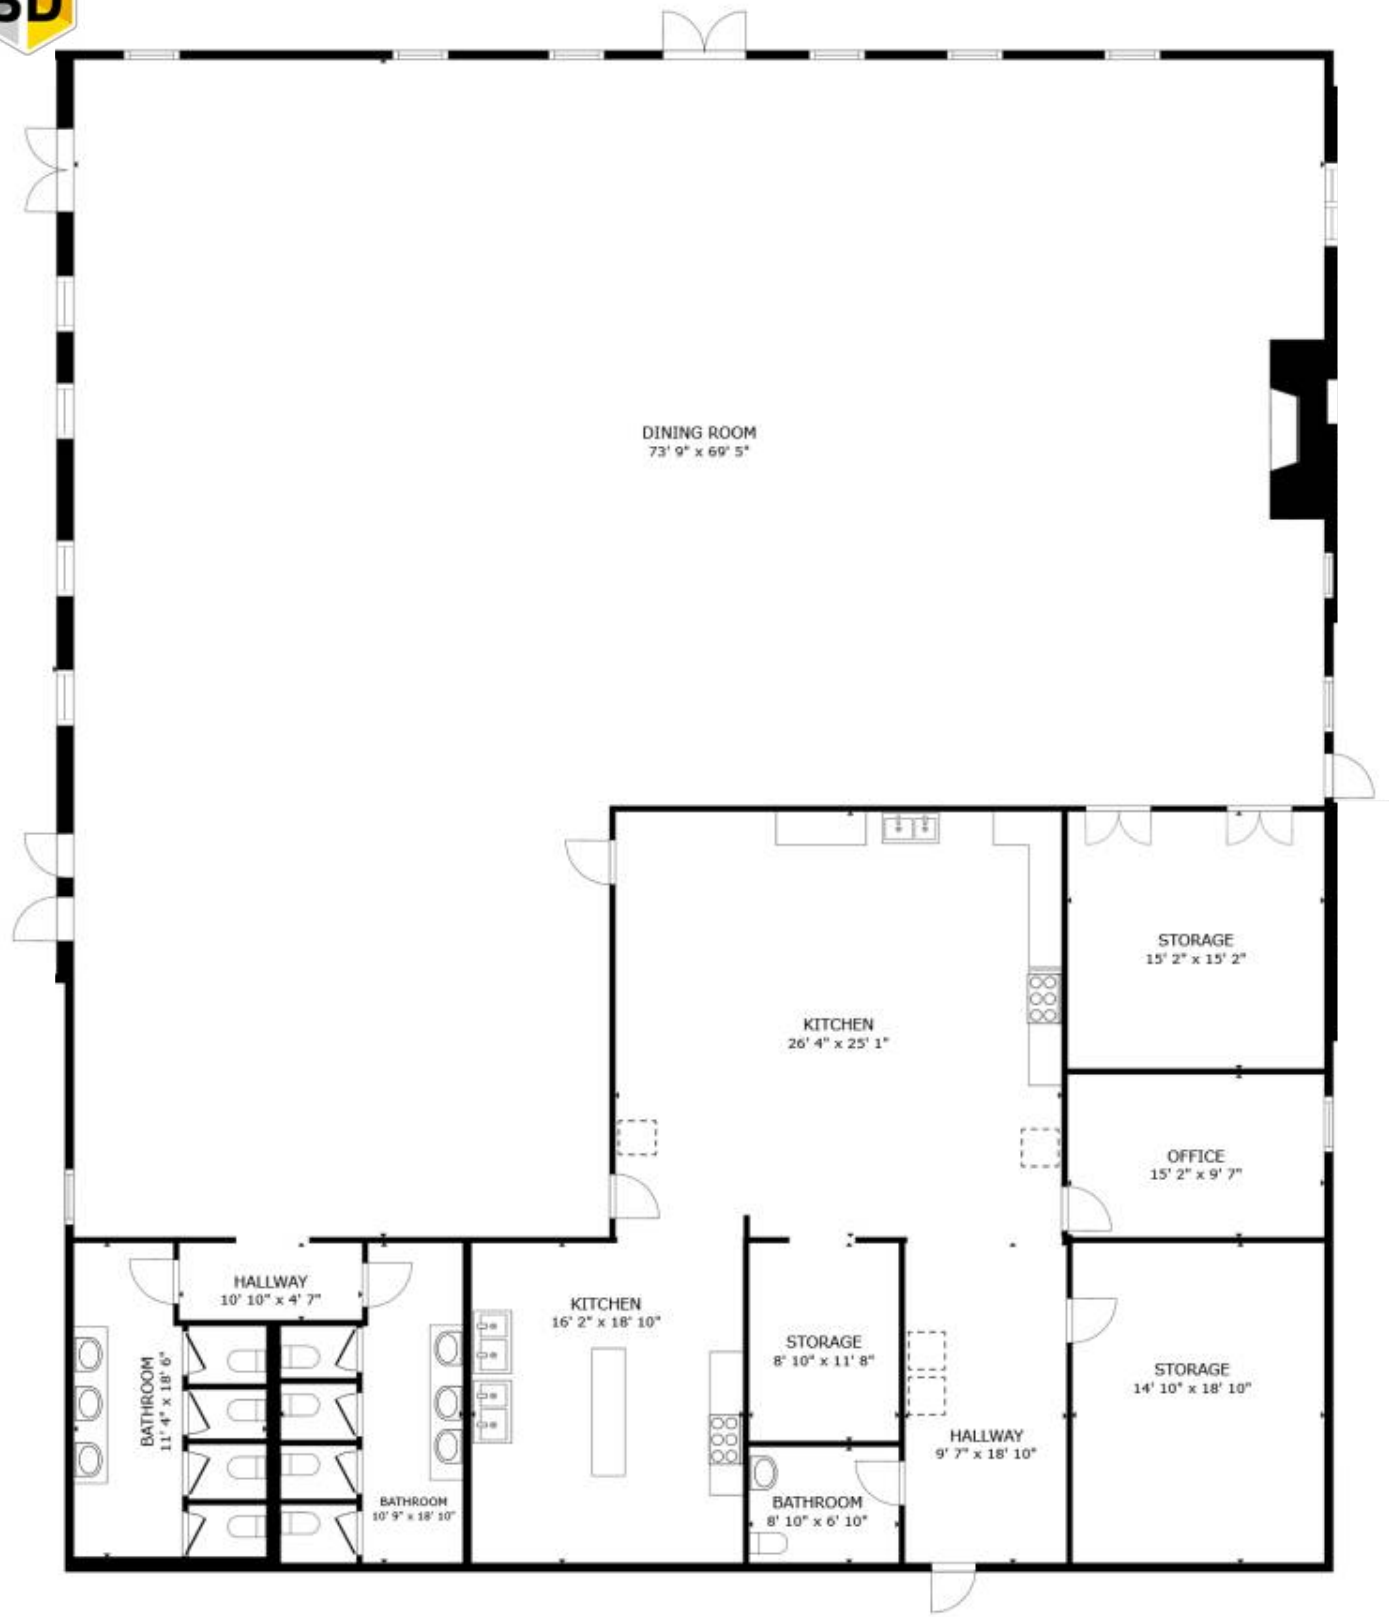 3D
DINING ROOM
73' 9" x 69' 5"
STORAGE
15' 2" x 15' 2"
KITCHEN
26' 4" x 25' 1"
OFFICE
15' 2" x 9' 7"
HALLWAY
10' 10" x 4' 7"
KITCHEN
16' 2" x 18' 10"
STORAGE
8' 10" x 11' 8"
STORAGE
14' 10" x 18' 10"
BATHROOM
11' 4" x 18' 6"
HALLWAY
9' 7" x 18' 10"
BATHROOM
10' 9" x 18' 10"
BATHROOM
8' 10" x 6' 10"